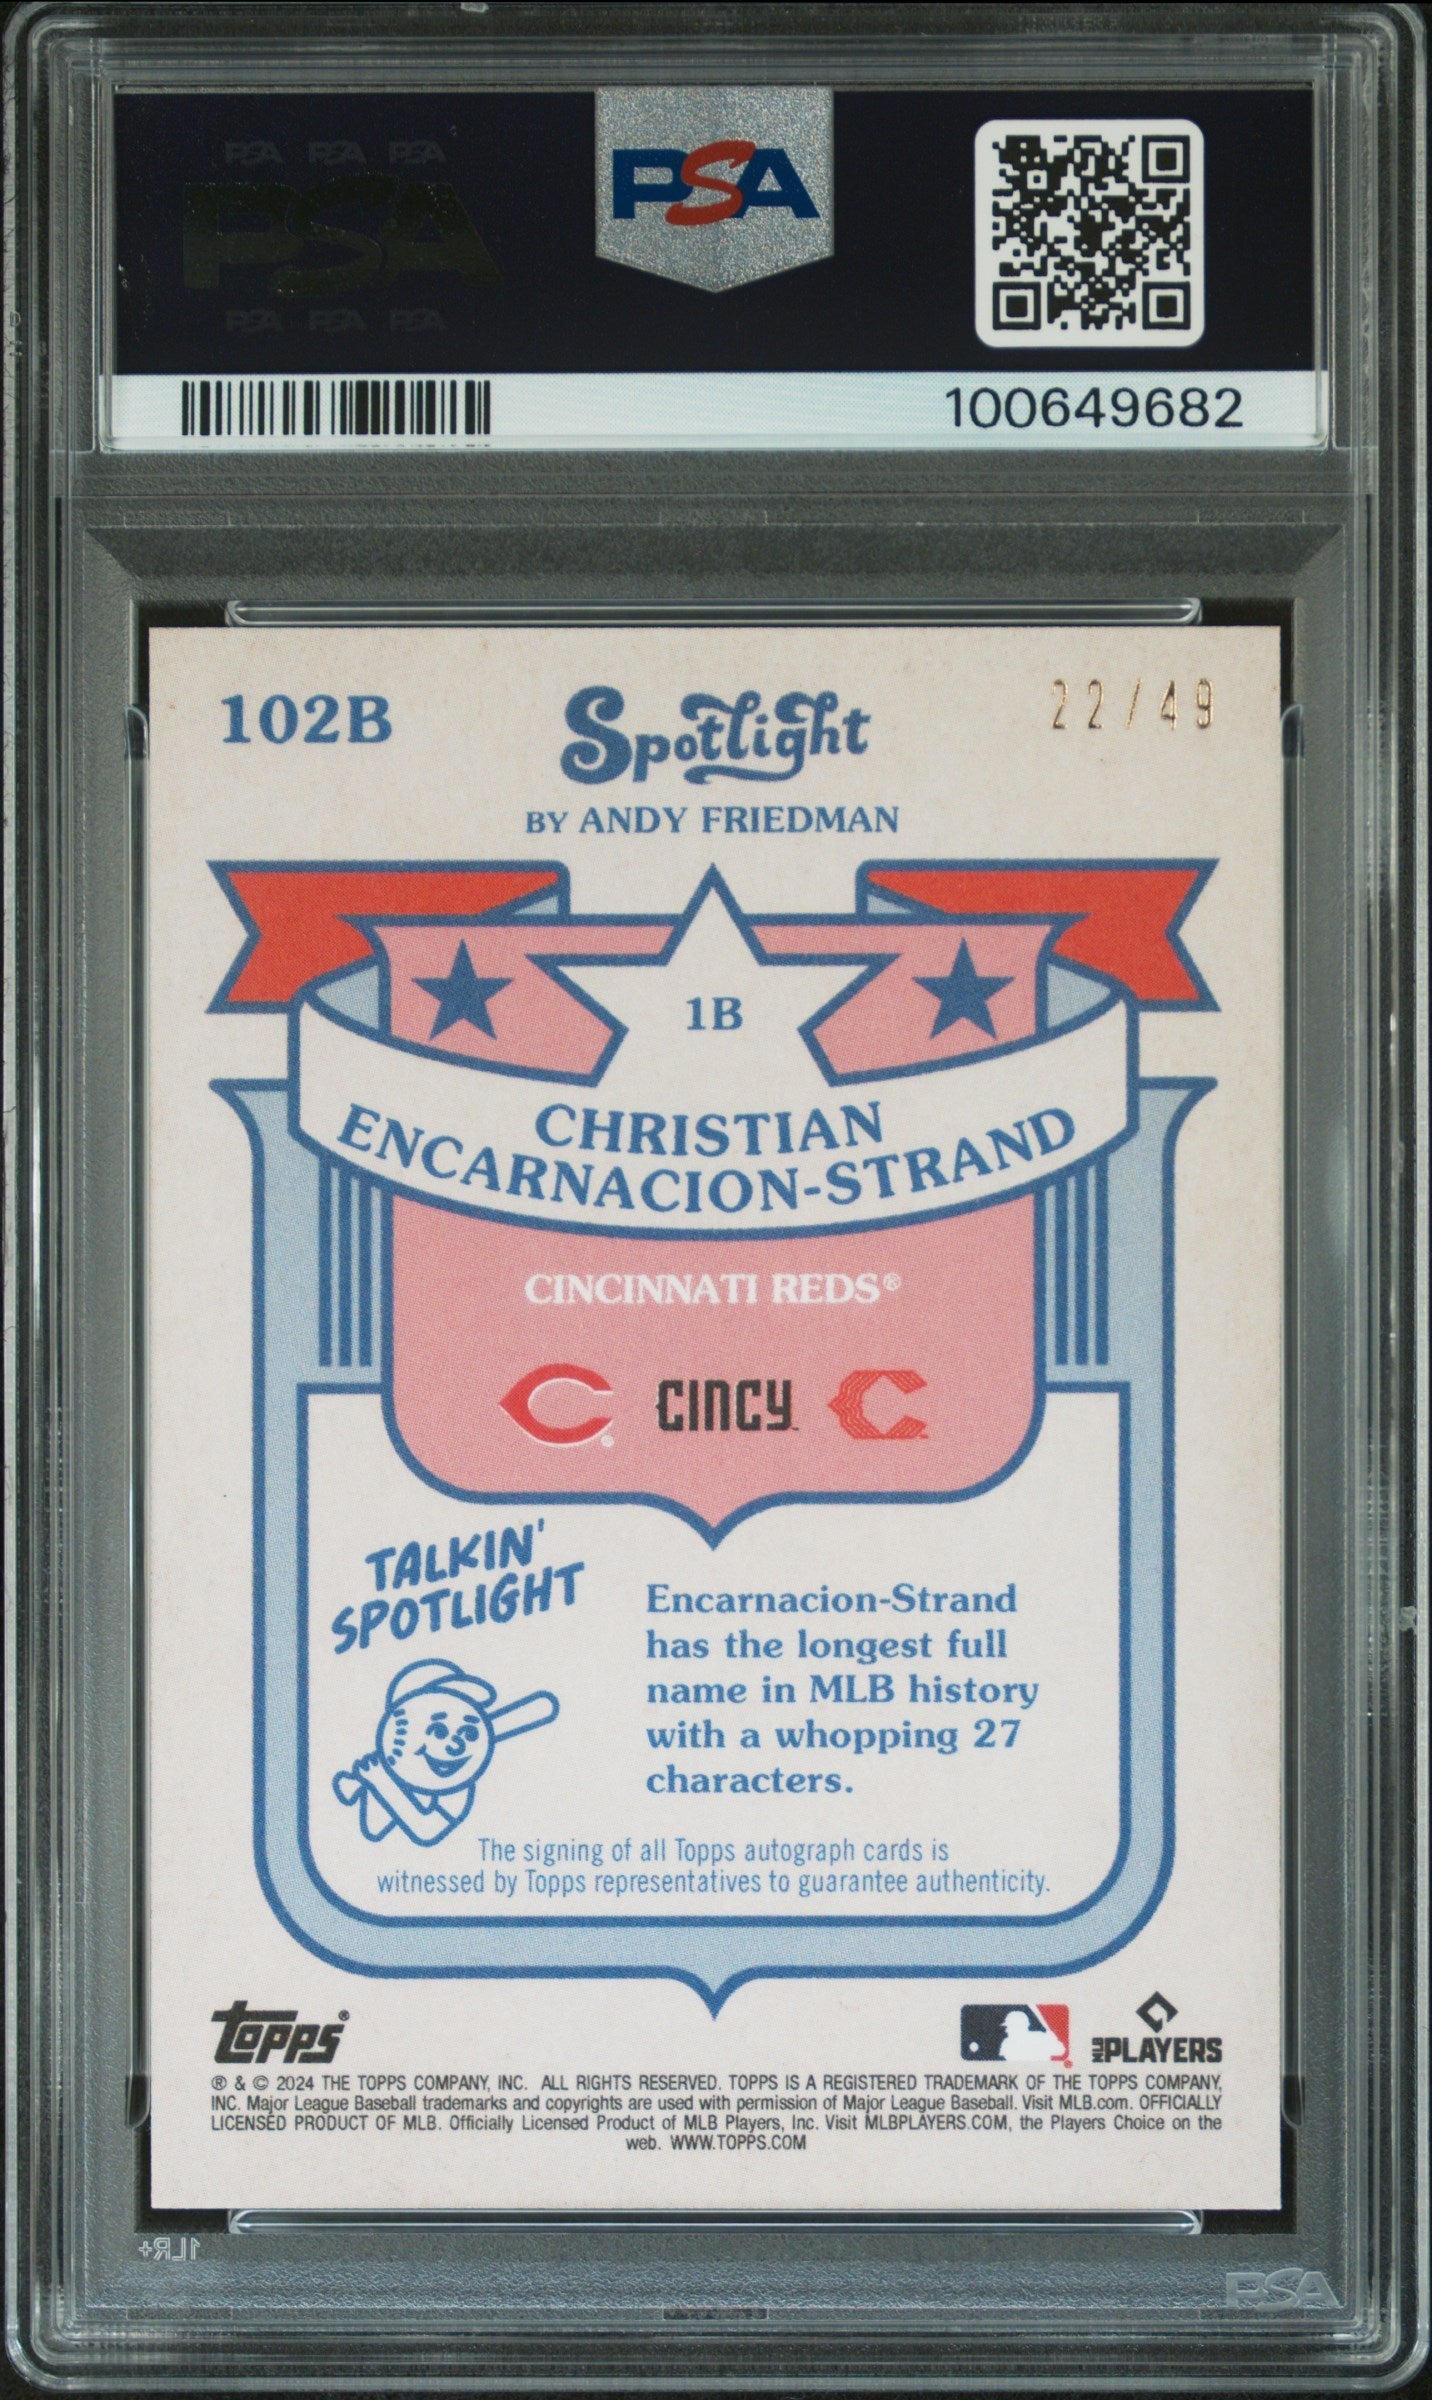 PSA PSA PSA
PSA
PSA PSA PSA
PSA
100649682
102B
Spotlight
22/49
BY ANDY FRIEDMAN
1B
CHRISTIAN
ENCARNACION-STRAND
CINCINNATI REDS®
C CINCY C
TALKIN'
SPOTLIGHT
Encarnacion-Strand
has the longest full
name in MLB history
with a whopping 27
characters.
The signing of all Topps autograph cards is
witnessed by Topps representatives to guarantee authenticity.
Topps®
MLB PLAYERS
® & © 2024 THE TOPPS COMPANY, INC. ALL RIGHTS RESERVED. TOPPS IS A REGISTERED TRADEMARK OF THE TOPPS COMPANY,
INC. Major League Baseball trademarks and copyrights are used with permission of Major League Baseball. Visit MLB.com. OFFICIALLY
LICENSED PRODUCT OF MLB. Officially Licensed Product of MLB Players, Inc. Visit MLBPLAYERS.COM, the Players Choice on the
web. WWW.TOPPS.COM
1LR+
PSA